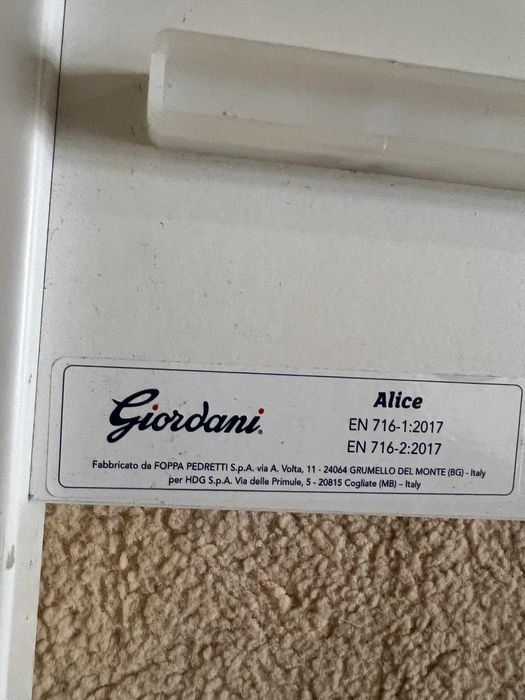 Giordani.
Alice
EN 716-1:2017
EN 716-2:2017
Fabbricato da FOPPA PEDRETTI S.p.A. via A. Volta, 11 - 24064 GRUMELLO DEL MONTE (BG) - Italy
per HDG S.p.A. Via delle Primule, 5 - 20815 Cogliate (MB) – Italy